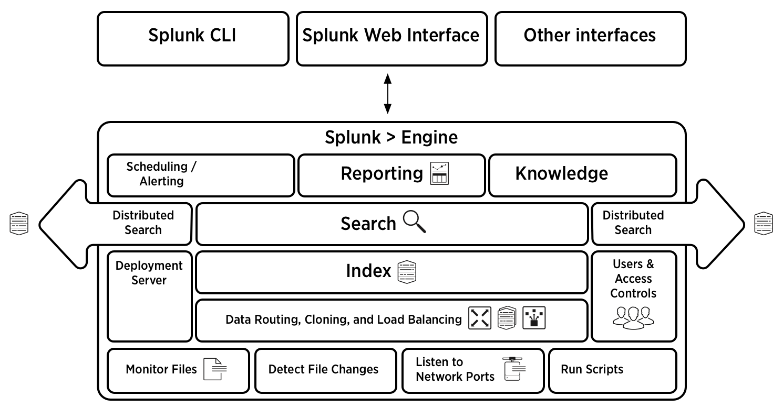 Splunk CLI
Splunk Web Interface
Other interfaces
Splunk > Engine
Scheduling /
Alerting
Reporting
Knowledge
Distributed
Search
Search
Distributed
Search
Deployment
Server
Index
Users &
Access
Controls
Data Routing, Cloning, and Load Balancing
Monitor Files
Detect File Changes
Listen to
Network Ports
Run Scripts